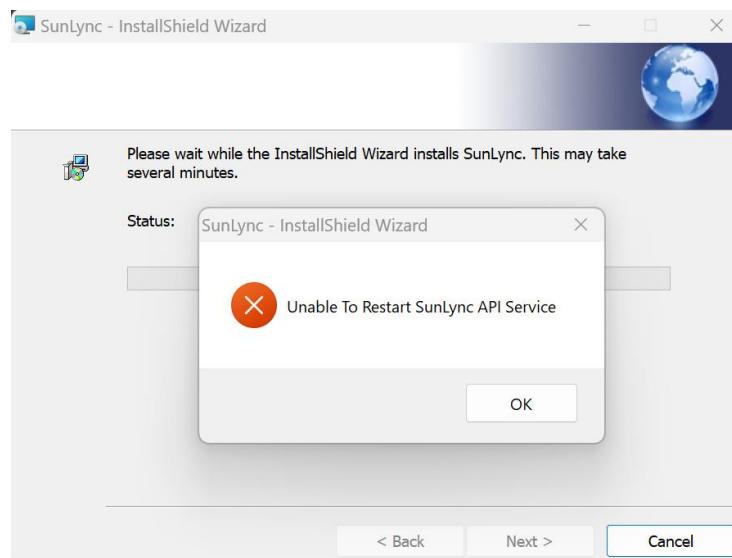 SunLync - InstallShield Wizard
Please wait while the InstallShield Wizard installs SunLync. This may take
several minutes.
Status:
SunLync - InstallShield Wizard
Unable To Restart SunLync API Service
OK
< Back
Next >
Cancel